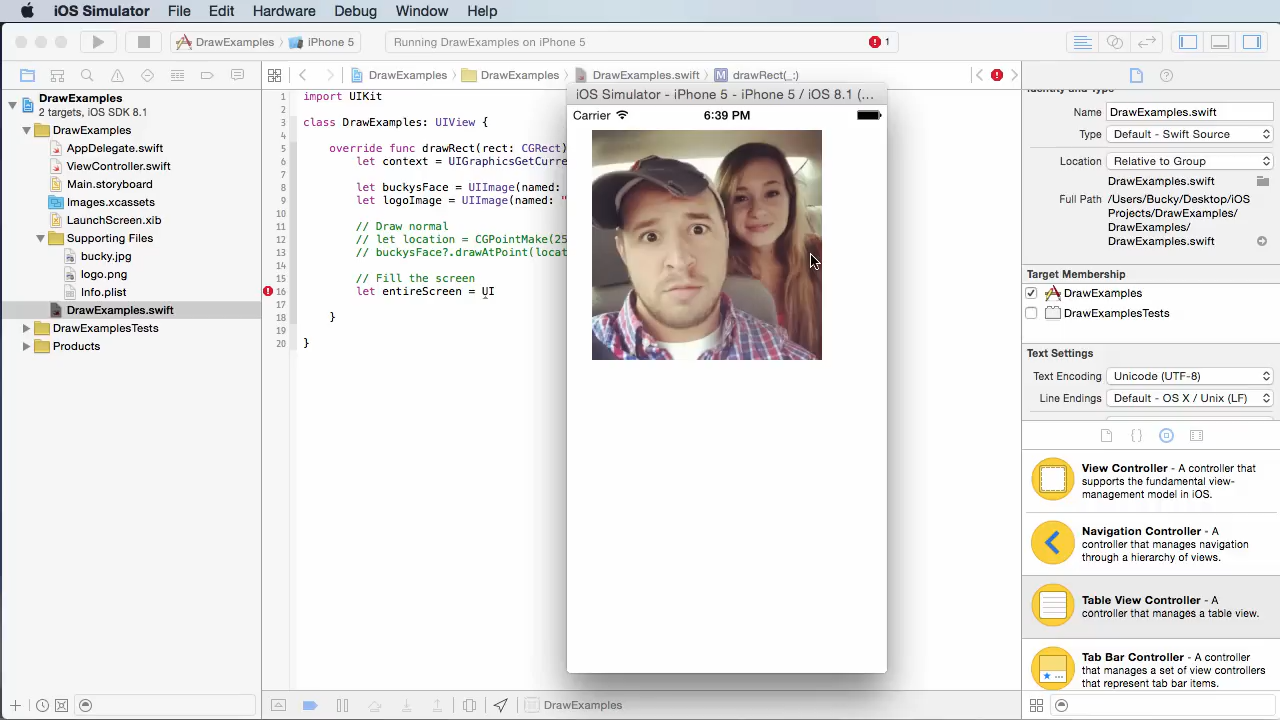 iOS Simulator File Edit Hardware Debug Window Help
DrawExamples iPhone 5 Running DrawExamples on iPhone 5 1
DrawExamples DrawExamples DrawExamples.swift M drawRect(_:)
DrawExamples
2 targets, iOS SDK 8.1
DrawExamples
AppDelegate.swift
ViewController.swift
Main.storyboard
Images.xcassets
LaunchScreen.xib
Supporting Files
bucky.jpg
logo.png
Info.plist
DrawExamples.swift
DrawExamplesTests
Products
1 import UIKit
2
3 class DrawExamples: UIView {
4
5 override func drawRect(rect: CGRect)
6 let context = UIGraphicsGetCurre
7
8 let buckysFace = UIImage(named:
9 let logoImage = UIImage(named: "
10
11 // Draw normal
12 // let location = CGPointMake(25
13 // buckysFace?.drawAtPoint(locat
14
15 // Fill the screen
16 let entireScreen = UI
17
18 }
19
20 }
iOS Simulator - iPhone 5 - iPhone 5 / iOS 8.1 (...
Carrier 6:39 PM
Identity and Type
Name DrawExamples.swift
Type Default - Swift Source
Location Relative to Group
DrawExamples.swift
Full Path /Users/Bucky/Desktop/iOS
Projects/DrawExamples/
DrawExamples/
DrawExamples.swift
Target Membership
DrawExamples
DrawExamplesTests
Text Settings
Text Encoding Unicode (UTF-8)
Line Endings Default - OS X / Unix (LF)
View Controller - A controller that
supports the fundamental view-
management model in iOS.
Navigation Controller - A
controller that manages navigation
through a hierarchy of views.
Table View Controller - A
controller that manages a table view.
Tab Bar Controller - A controller
that manages a set of view controllers
that represent tab bar items.
DrawExamples